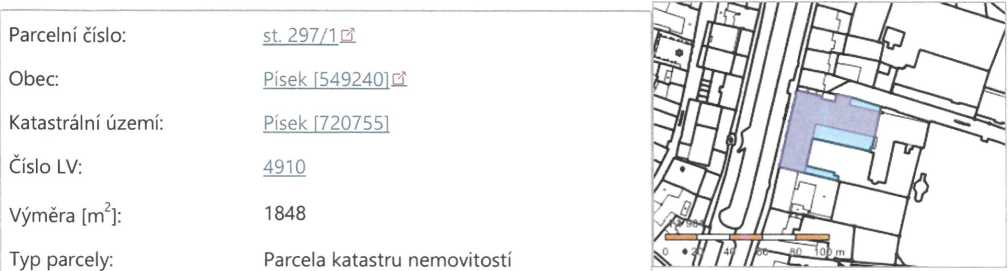 Parcelní číslo: st. 297/1
Obec: Písek [549240]
Katastrální území: Písek [720755]
Číslo LV: 4910
Výměra [m²]: 1848
Typ parcely: Parcela katastru nemovitostí
0 20 40 60 80 100 m